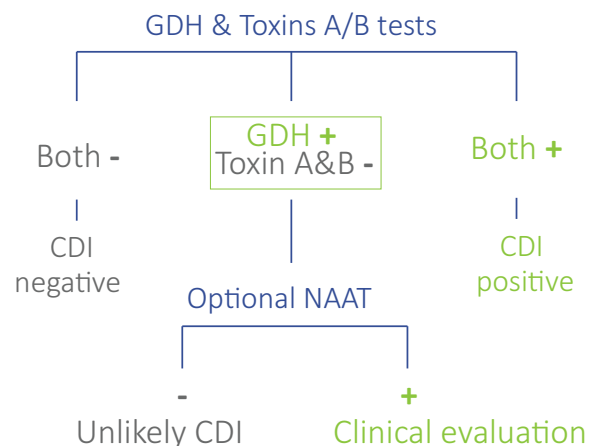 GDH & Toxins A/B tests
Both -
GDH +
Toxin A&B -
Both +
CDI
negative
CDI
positive
Optional NAAT
-
Unlikely CDI
+
Clinical evaluation